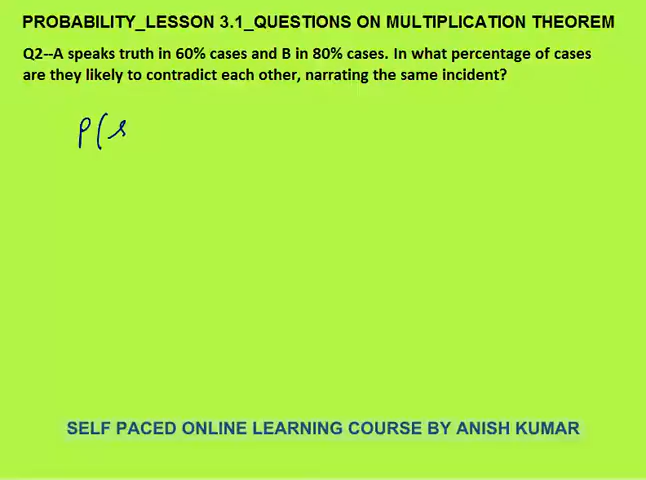 PROBABILITY_LESSON 3.1_QUESTIONS ON MULTIPLICATION THEOREM
Q2--A speaks truth in 60% cases and B in 80% cases. In what percentage of cases
are they likely to contradict each other, narrating the same incident?
P(
SELF PACED ONLINE LEARNING COURSE BY ANISH KUMAR